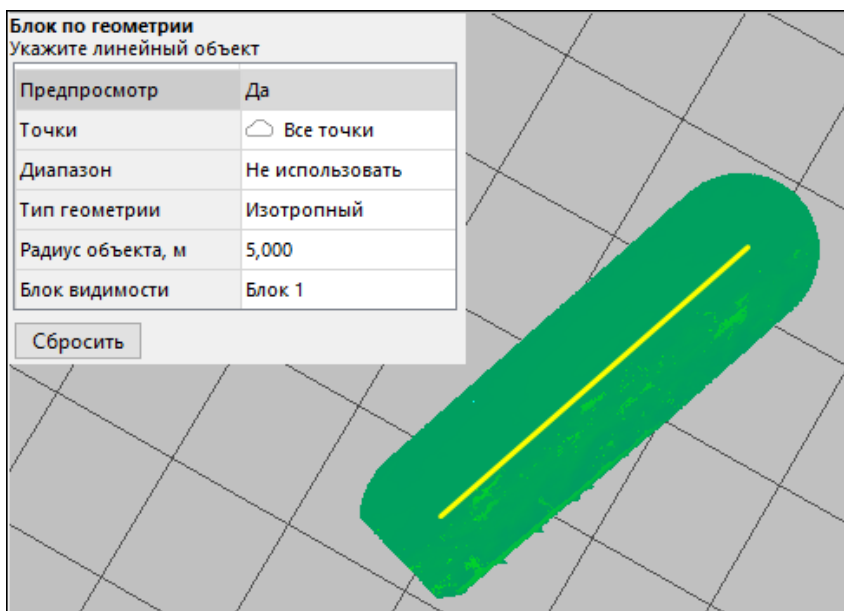 Блок по геометрии
Укажите линейный объект
Предпросмотр Да
Точки Все точки
Диапазон Не использовать
Тип геометрии Изотропный
Радиус объекта, м 5,000
Блок видимости Блок 1
Сбросить